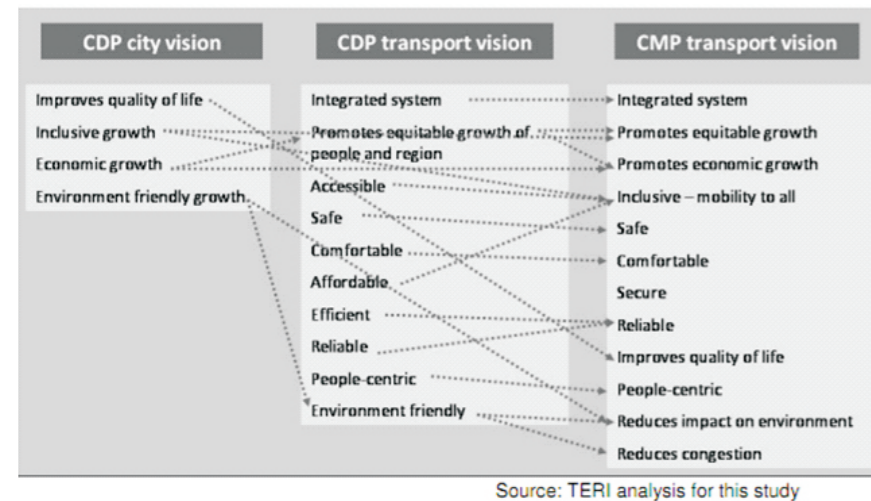 CDP city vision
CDP transport vision
CMP transport vision
Improves quality of life
Inclusive growth
Economic growth
Environment friendly growth
Integrated system
Promotes equitable growth of
people and region
Accessible
Safe
Comfortable
Affordable
Efficient
Reliable
People-centric
Environment friendly
Integrated system
Promotes equitable growth
Promotes economic growth
Inclusive – mobility to all
Safe
Comfortable
Secure
Reliable
Improves quality of life
People-centric
Reduces impact on environment
Reduces congestion
Source: TERI analysis for this study